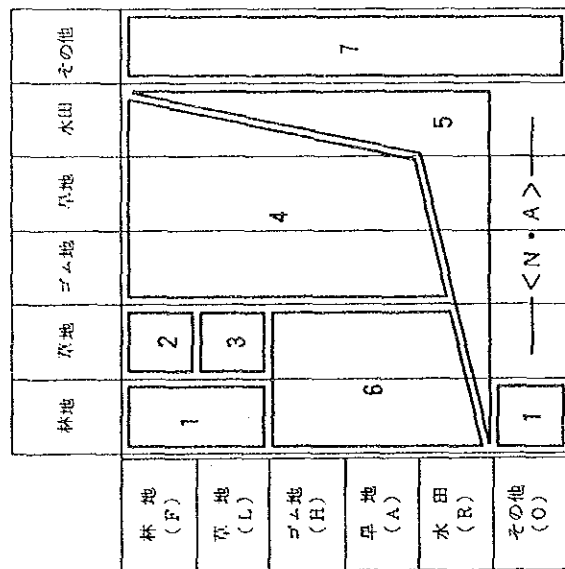 林地
草地
ゴム地
旱地
水田
その他
林 地
(F)
草 地
(L)
ゴム地
(H)
旱 地
(A)
水 田
(R)
その他
(O)
1
2
3
4
5
6
7
1
<N・A>